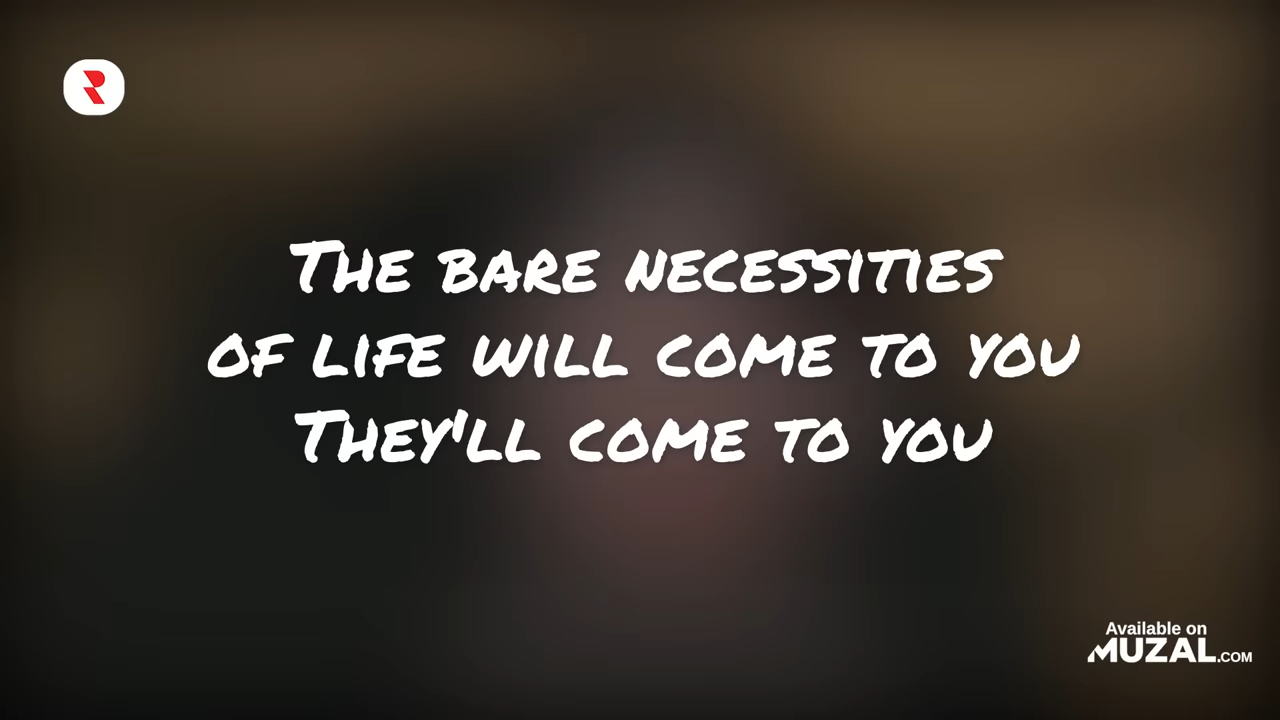 R
The bare necessities
of life will come to you
They'll come to you
Available on
MUZAL.COM